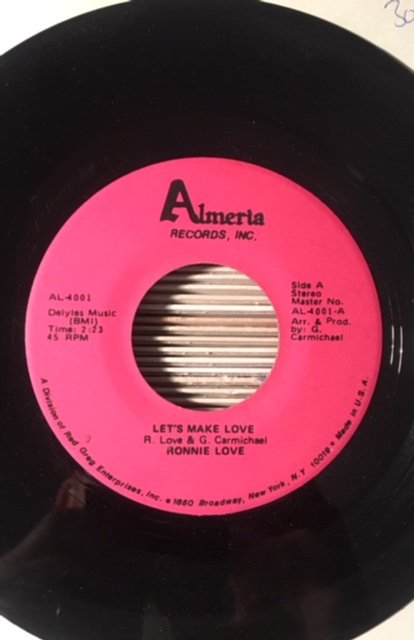 Almeria
RECORDS, INC.
AL-4001
Delyles Music
(BMI)
Time: 2:23
45 RPM
Side A
Stereo
Master No.
AL-4001-A
Arr. & Prod.
by: G.
Carmichael
LET'S MAKE LOVE
R. Love & G. Carmichael
RONNIE LOVE
A Division of Red Greg Enterprises, Inc. • 1650 Broadway, New York, N.Y. 10019 • Made in U.S.A.